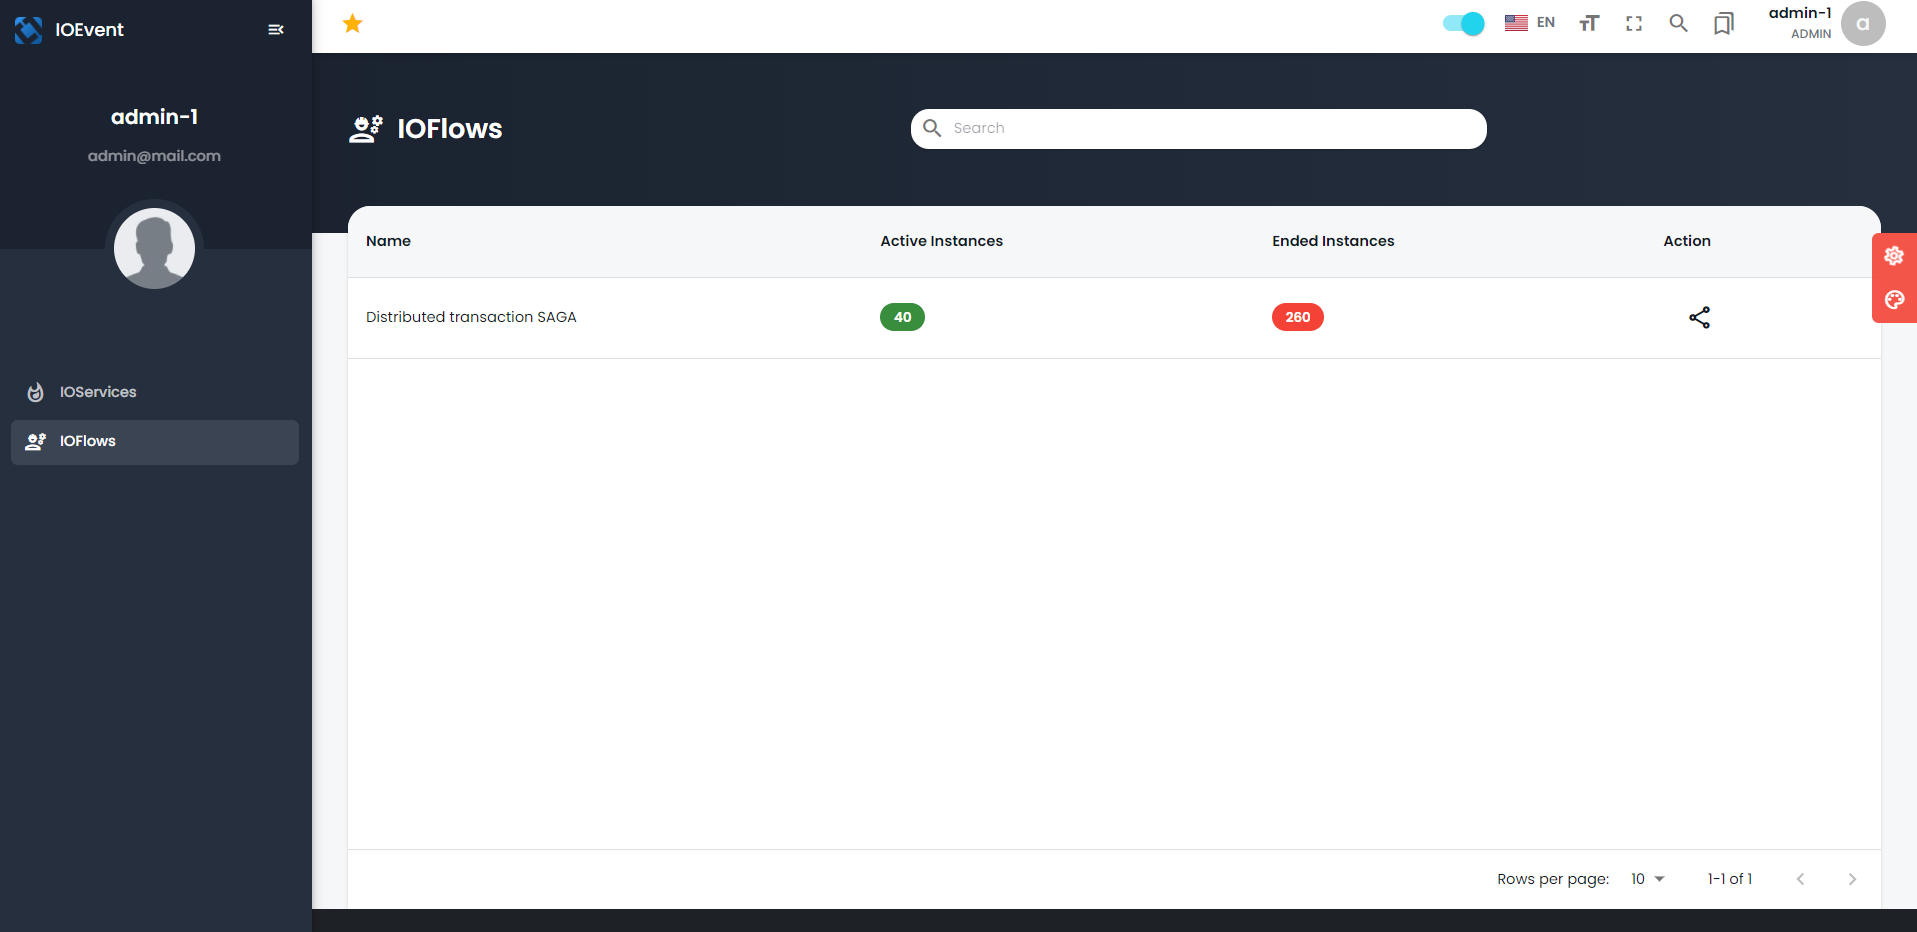 IOEvent
EN
admin-1
ADMIN
a
admin-1
admin@mail.com
IOServices
IOFlows
IOFlows
Search
Name Active Instances Ended Instances Action
Distributed transaction SAGA 40 260
Rows per page: 10 1-1 of 1